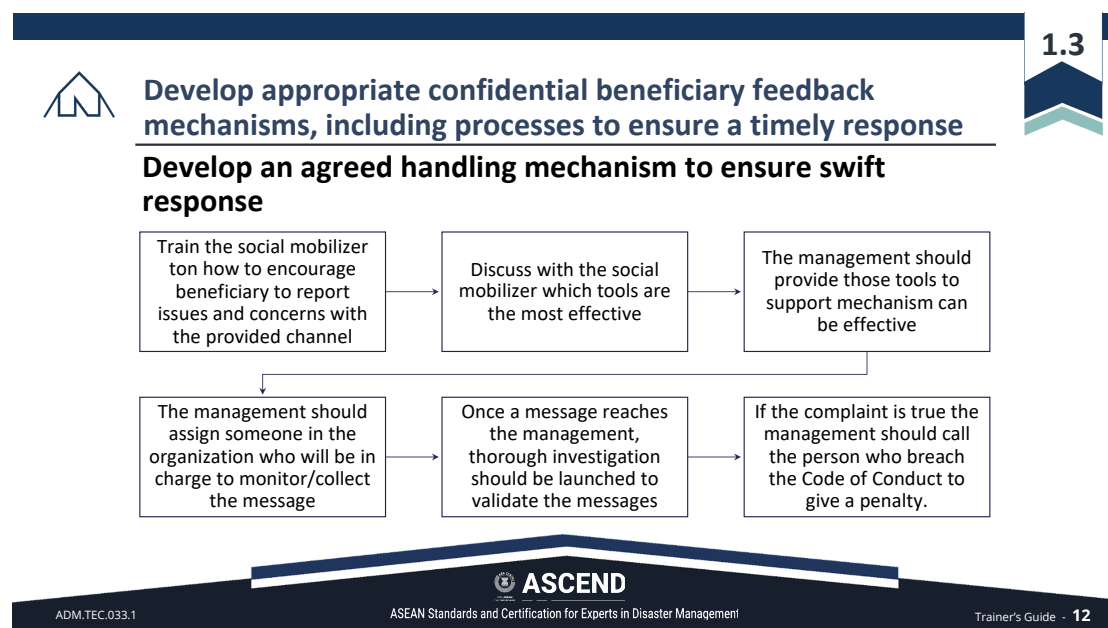 1.3
Develop appropriate confidential beneficiary feedback
mechanisms, including processes to ensure a timely response
Develop an agreed handling mechanism to ensure swift
response
Train the social mobilizer
ton how to encourage
beneficiary to report
issues and concerns with
the provided channel
Discuss with the social
mobilizer which tools are
the most effective
The management should
provide those tools to
support mechanism can
be effective
The management should
assign someone in the
organization who will be in
charge to monitor/collect
the message
Once a message reaches
the management,
thorough investigation
should be launched to
validate the messages
If the complaint is true the
management should call
the person who breach
the Code of Conduct to
give a penalty.
ASCEND
ASEAN Standards and Certification for Experts in Disaster Management
ADM.TEC.033.1
Trainer's Guide - 12